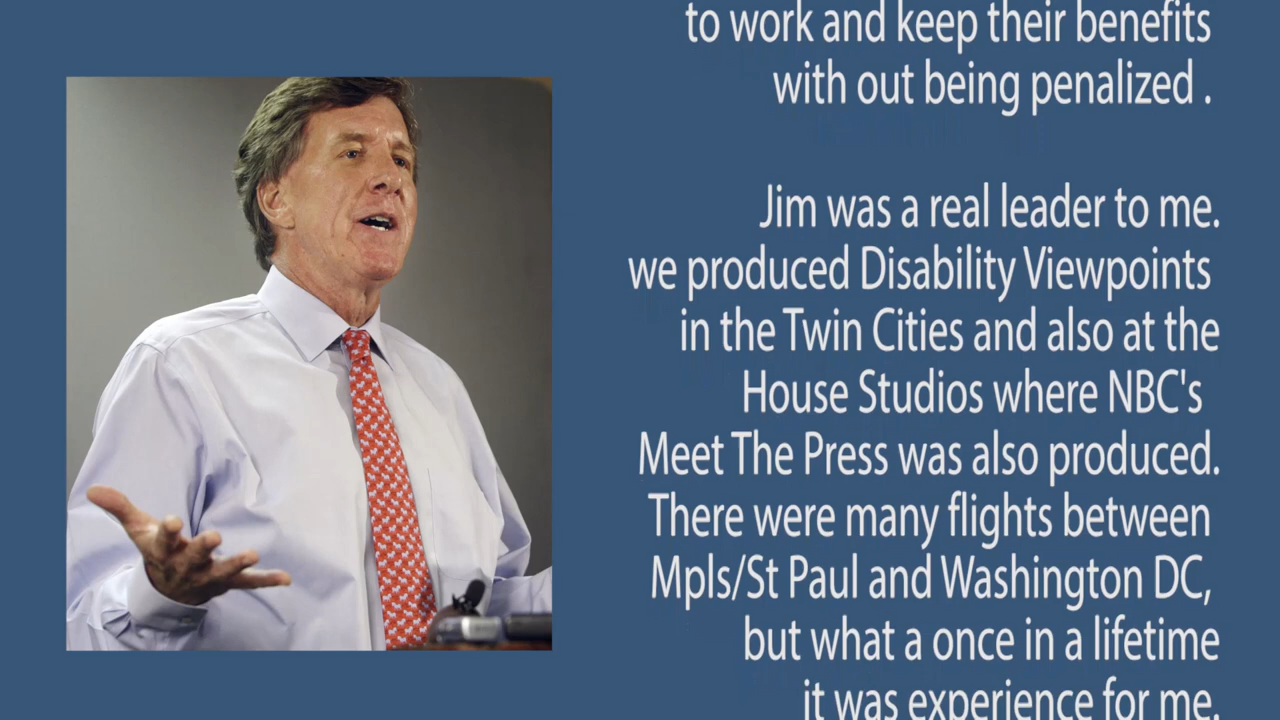 to work and keep their benefits
with out being penalized .
Jim was a real leader to me.
we produced Disability Viewpoints
in the Twin Cities and also at the
House Studios where NBC's
Meet The Press was also produced.
There were many flights between
Mpls/St Paul and Washington DC,
but what a once in a lifetime
it was experience for me.